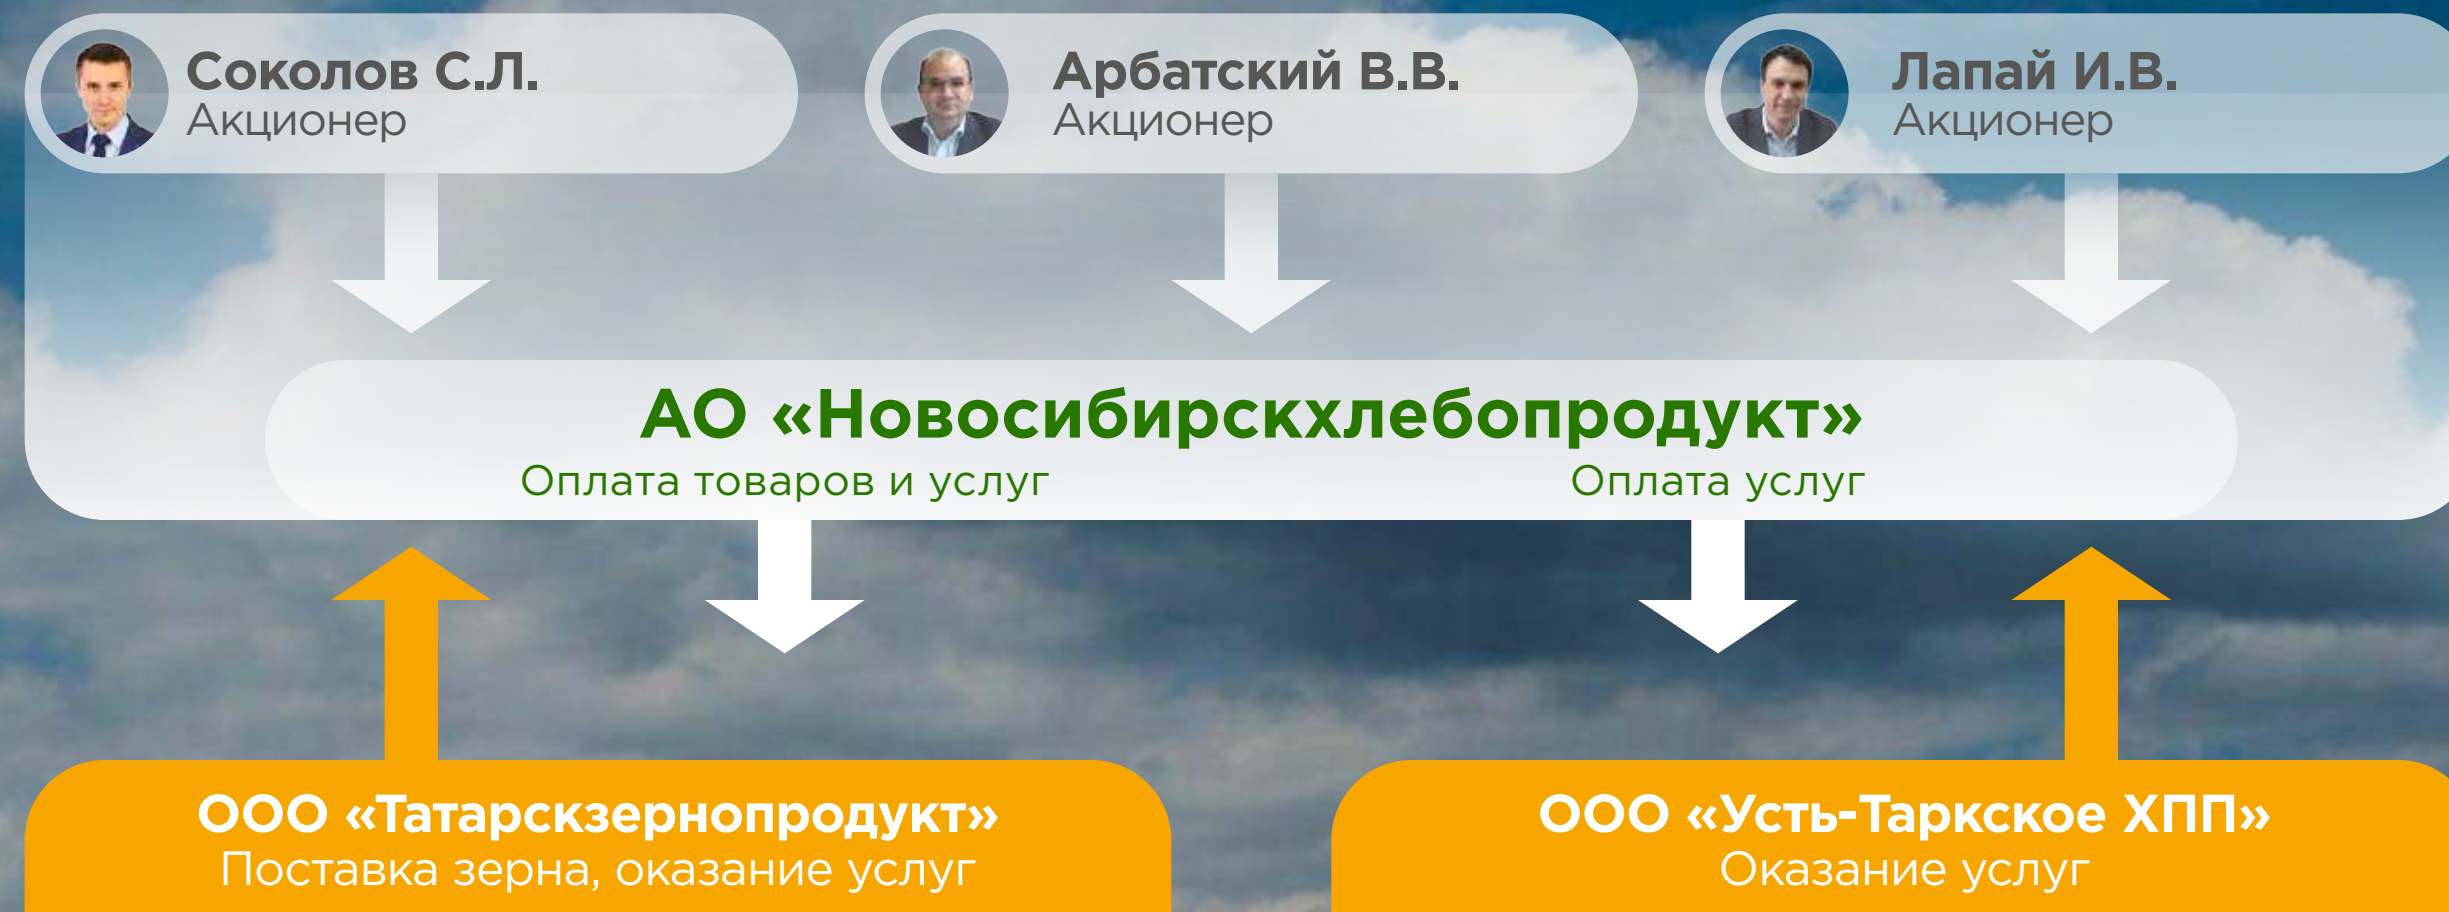 Соколов С.Л.
Акционер
Арбатский В.В.
Акционер
Лапай И.В.
Акционер
АО «Новосибирскхлебопродукт»
Оплата товаров и услуг
Оплата услуг
ООО «Татарскзернопродукт»
Поставка зерна, оказание услуг
ООО «Усть-Таркское ХПП»
Оказание услуг